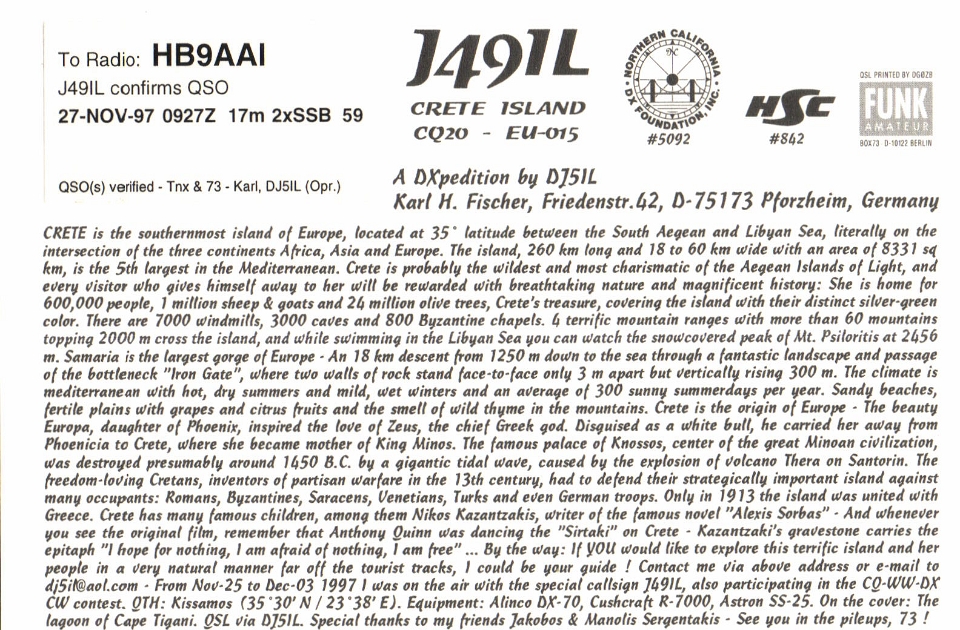 To Radio: HB9AAI
J49IL confirms QSO
27-NOV-97 0927Z 17m 2xSSB 59
QSO(s) verified - Tnx & 73 - Karl, DJ5IL (Opr.)
J49IL
CRETE ISLAND
CQ20 - EU-015
NORTHERN CALIFORNIA
DX FOUNDATION, INC.
#5092
HSC
#842
QSL PRINTED BY DG0ZB
FUNK
AMATEUR
BOX73 D-10122 BERLIN
A DXpedition by DJ5IL
Karl H. Fischer, Friedenstr.42, D-75173 Pforzheim, Germany
CRETE is the southernmost island of Europe, located at 35° latitude between the South Aegean and Libyan Sea, literally on the
intersection of the three continents Africa, Asia and Europe. The island, 260 km long and 18 to 60 km wide with an area of 8331 sq
km, is the 5th largest in the Mediterranean. Crete is probably the wildest and most charismatic of the Aegean Islands of Light, and
every visitor who gives himself away to her will be rewarded with breathtaking nature and magnificent history: She is home for
600,000 people, 1 million sheep & goats and 24 million olive trees, Crete's treasure, covering the island with their distinct silver-green
color. There are 7000 windmills, 3000 caves and 800 Byzantine chapels. 4 terrific mountain ranges with more than 60 mountains
topping 2000 m cross the island, and while swimming in the Libyan Sea you can watch the snowcovered peak of Mt. Psiloritis at 2456
m. Samaria is the largest gorge of Europe - An 18 km descent from 1250 m down to the sea through a fantastic landscape and passage
of the bottleneck "Iron Gate", where two walls of rock stand face-to-face only 3 m apart but vertically rising 300 m. The climate is
mediterranean with hot, dry summers and mild, wet winters and an average of 300 sunny summerdays per year. Sandy beaches,
fertile plains with grapes and citrus fruits and the smell of wild thyme in the mountains. Crete is the origin of Europe - The beauty
Europa, daughter of Phoenix, inspired the love of Zeus, the chief Greek god. Disguised as a white bull, he carried her away from
Phoenicia to Crete, where she became mother of King Minos. The famous palace of Knossos, center of the great Minoan civilization,
was destroyed presumably around 1450 B.C. by a gigantic tidal wave, caused by the explosion of volcano Thera on Santorin. The
freedom-loving Cretans, inventors of partisan warfare in the 13th century, had to defend their strategically important island against
many occupants: Romans, Byzantines, Saracens, Venetians, Turks and even German troops. Only in 1913 the island was united with
Greece. Crete has many famous children, among them Nikos Kazantzakis, writer of the famous novel "Alexis Sorbas" - And whenever
you see the original film, remember that Anthony Quinn was dancing the "Sirtaki" on Crete - Kazantzaki's gravestone carries the
epitaph "I hope for nothing, I am afraid of nothing, I am free" ... By the way: If YOU would like to explore this terrific island and her
people in a very natural manner far off the tourist tracks, I could be your guide ! Contact me via above address or e-mail to
dj5il@aol.com - From Nov-25 to Dec-03 1997 I was on the air with the special callsign J49IL, also participating in the CQ-WW-DX
CW contest. QTH: Kissamos (35°30' N / 23°38' E). Equipment: Alinco DX-70, Cushcraft R-7000, Astron SS-25. On the cover: The
lagoon of Cape Tigani. QSL via DJ5IL. Special thanks to my friends Jakobos & Manolis Sergentakis - See you in the pileups, 73 !